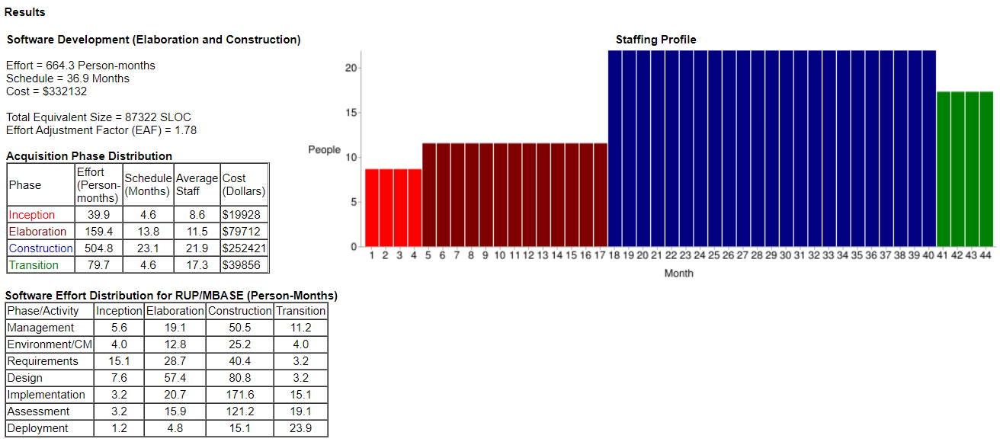 Results
Software Development (Elaboration and Construction)
Effort = 664.3 Person-months
Schedule = 36.9 Months
Cost = $332132
Total Equivalent Size = 87322 SLOC
Effort Adjustment Factor (EAF) = 1.78
Acquisition Phase Distribution
Phase Effort (Person-months) Schedule (Months) Average Staff Cost (Dollars)
Inception 39.9 4.6 8.6 $19928
Elaboration 159.4 13.8 11.5 $79712
Construction 504.8 23.1 21.9 $252421
Transition 79.7 4.6 17.3 $39856
Staffing Profile
20
15
People
10
5
0
1 2 3 4 5 6 7 8 9 10 11 12 13 14 15 16 17 18 19 20 21 22 23 24 25 26 27 28 29 30 31 32 33 34 35 36 37 38 39 40 41 42 43 44
Month
Software Effort Distribution for RUP/MBASE (Person-Months)
Phase/Activity Inception Elaboration Construction Transition
Management 5.6 19.1 50.5 11.2
Environment/CM 4.0 12.8 25.2 4.0
Requirements 15.1 28.7 40.4 3.2
Design 7.6 57.4 80.8 3.2
Implementation 3.2 20.7 171.6 15.1
Assessment 3.2 15.9 121.2 19.1
Deployment 1.2 4.8 15.1 23.9